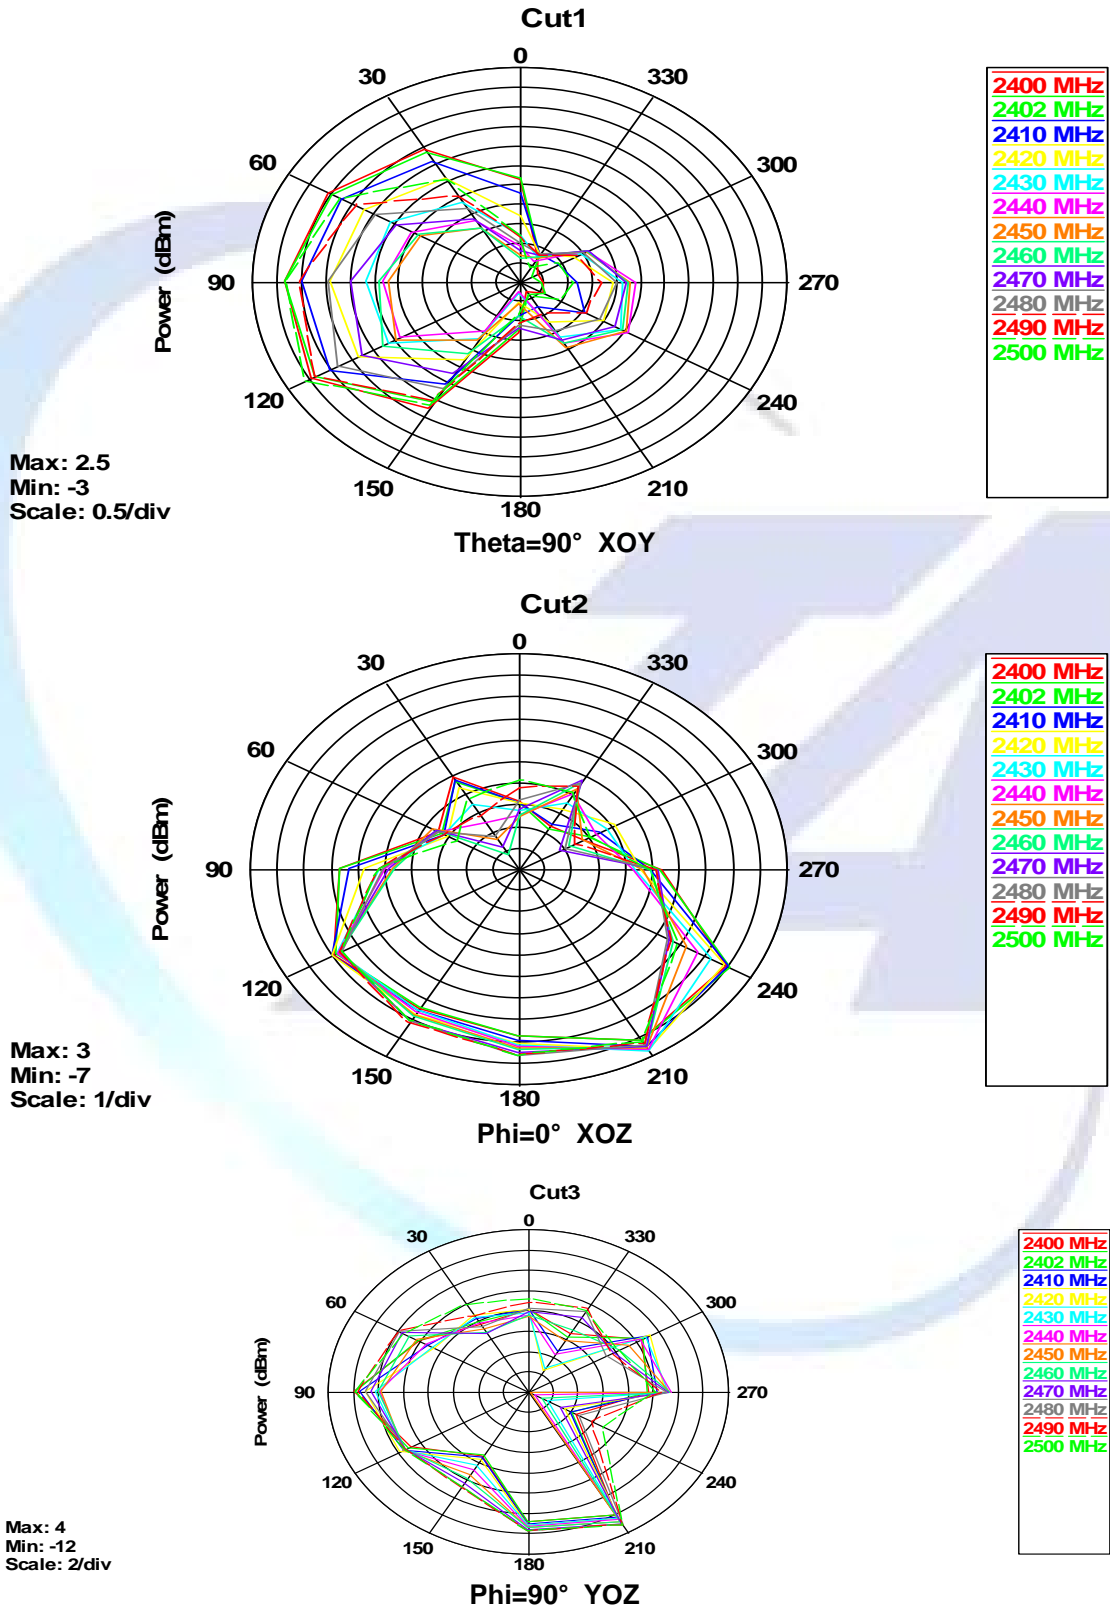 Cut1
0
30
330
60
300
90
270
120
240
150
210
180
Power (dBm)
Max: 2.5
Min: -3
Scale: 0.5/div
Theta=90° XOY
2400 MHz
2402 MHz
2410 MHz
2420 MHz
2430 MHz
2440 MHz
2450 MHz
2460 MHz
2470 MHz
2480 MHz
2490 MHz
2500 MHz
Cut2
0
30
330
60
300
90
270
120
240
150
210
180
Power (dBm)
Max: 3
Min: -7
Scale: 1/div
Phi=0° XOZ
2400 MHz
2402 MHz
2410 MHz
2420 MHz
2430 MHz
2440 MHz
2450 MHz
2460 MHz
2470 MHz
2480 MHz
2490 MHz
2500 MHz
Cut3
0
30
330
60
300
90
270
120
240
150
210
180
Power (dBm)
Max: 4
Min: -12
Scale: 2/div
Phi=90° YOZ
2400 MHz
2402 MHz
2410 MHz
2420 MHz
2430 MHz
2440 MHz
2450 MHz
2460 MHz
2470 MHz
2480 MHz
2490 MHz
2500 MHz